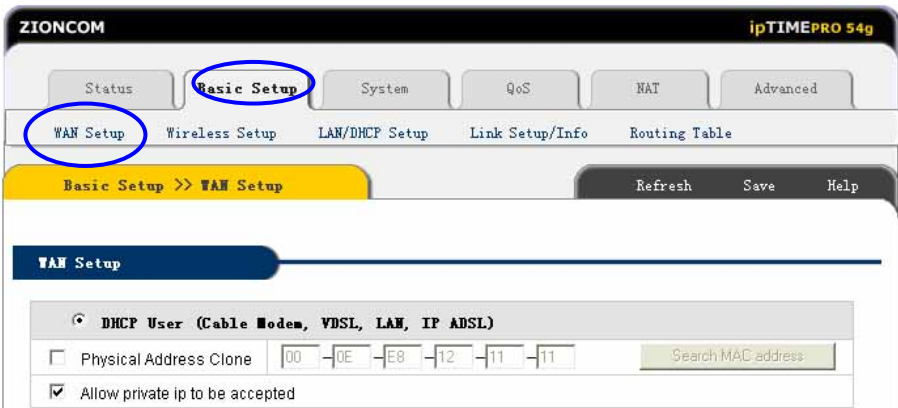 ZIONCOM ipTIMEPRO 54g
Status Basic Setup System QoS NAT Advanced
WAN Setup Wireless Setup LAN/DHCP Setup Link Setup/Info Routing Table
Basic Setup >> WAN Setup Refresh Save Help
WAN Setup
DHCP User (Cable Modem, VDSL, LAN, IP ADSL)
Physical Address Clone 00 -0E -E8 -12 -11 -11 Search MAC address
Allow private ip to be accepted